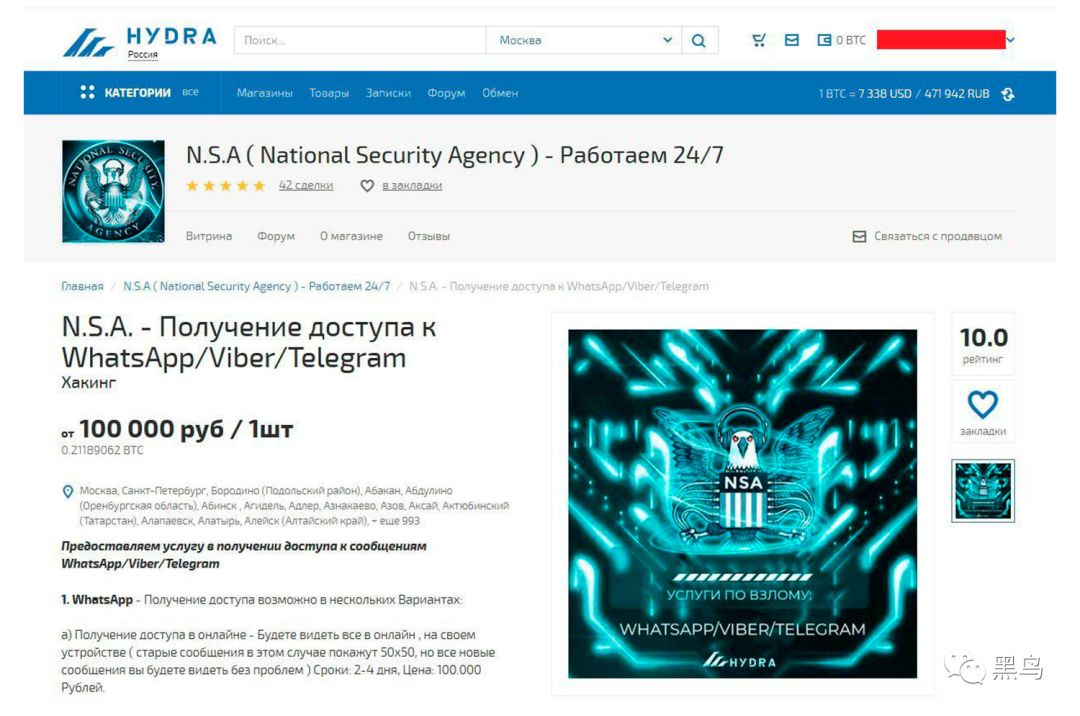 HYDRA
Россия
Поиск...
Москва
0 BTC
КАТЕГОРИИ все
Магазины Товары Записки Форум Обмен
1 BTC = 7 338 USD / 471 942 RUB
NATIONAL SECURITY
AGENCY
N.S.A ( National Security Agency ) - Работаем 24/7
42 сделки
в закладки
Витрина Форум О магазине Отзывы
Связаться с продавцом
Главная / N.S.A ( National Security Agency ) - Работаем 24/7 / N.S.A. - Получение доступа к WhatsApp/Viber/Telegram
N.S.A. - Получение доступа к
WhatsApp/Viber/Telegram
Хакинг
от 100 000 руб / 1шт
0.21189062 BTC
Москва, Санкт-Петербург, Бородино (Подольский район), Абакан, Абдулино
(Оренбургская область), Абинск , Агидель, Адлер, Азнакаево, Азов, Аксай, Актюбинский
(Татарстан), Алапаевск, Алатырь, Алейск (Алтайский край), + еще 993
Предоставляем услугу в получении доступа к сообщениям
WhatsApp/Viber/Telegram
1. WhatsApp - Получение доступа возможно в нескольких Вариантах:
а) Получение доступа в онлайне - Будете видеть все в онлайн , на своем
устройстве ( старые сообщения в этом случае покажут 50х50, но все новые
сообщения вы будете видеть без проблем ) Сроки: 2-4 дня, Цена: 100.000
Рублей.
NSA
УСЛУГИ ПО ВЗЛОМУ:
WHATSAPP/VIBER/TELEGRAM
HYDRA
10.0
рейтинг
закладки
黑鸟